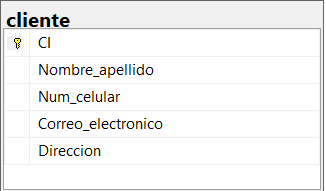 cliente
CI
Nombre_apellido
Num_celular
Correo_electronico
Direccion